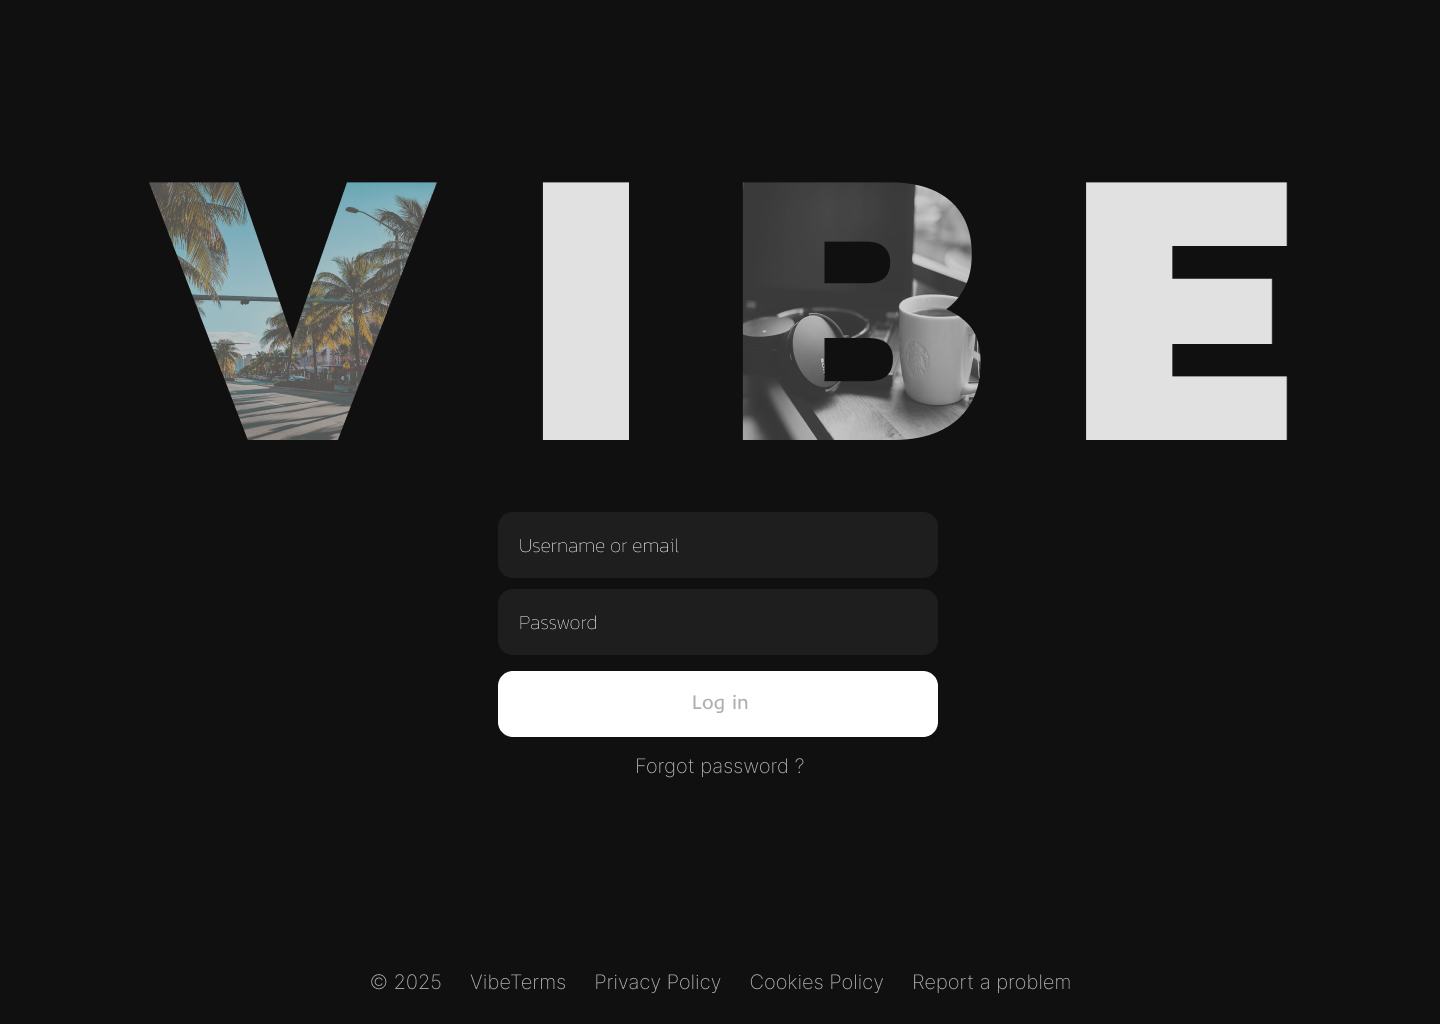 VIBE
Username or email
Password
Log in
Forgot password ?
© 2025 VibeTerms Privacy Policy Cookies Policy Report a problem